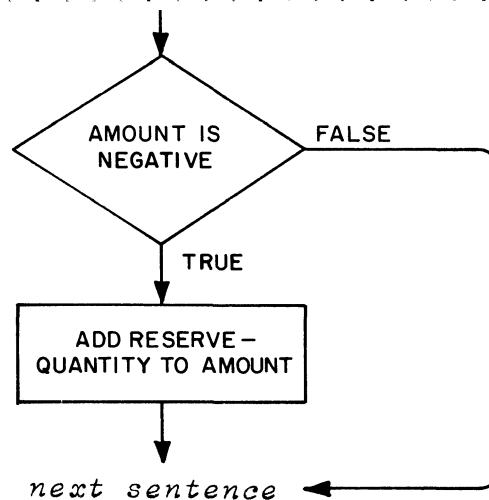 AMOUNT IS
NEGATIVE
FALSE
TRUE
ADD RESERVE–
QUANTITY TO AMOUNT
next sentence